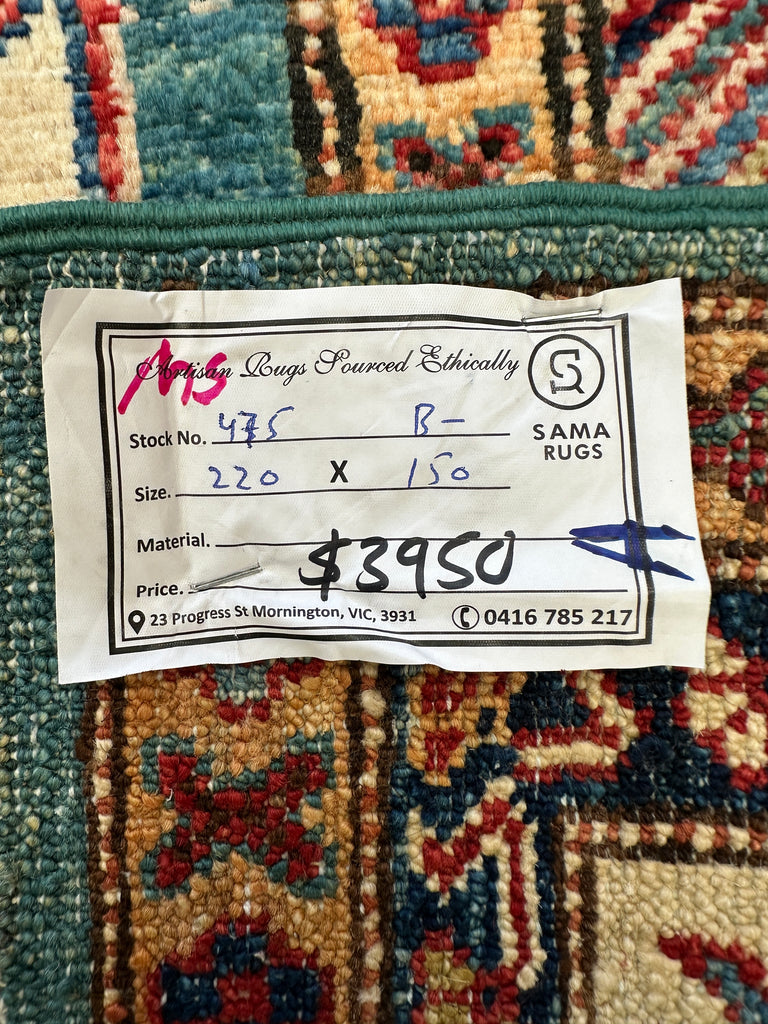 Artisan Rugs Sourced Ethically
Stock No. 475 B-
SAMA
RUGS
Size. 220 X 150
Material.
Price. $3950
23 Progress St Mornington, VIC, 3931 0416 785 217